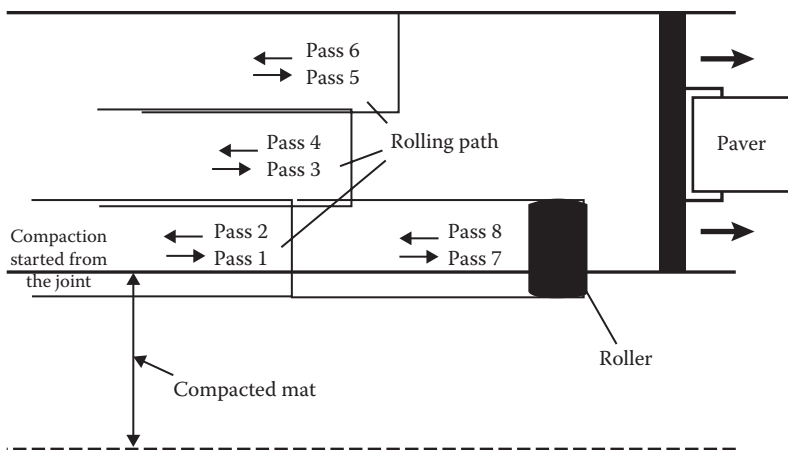 Pass 6
Pass 5
Pass 4
Pass 3
Rolling path
Paver
Compaction
started from
the joint
Pass 2
Pass 1
Pass 8
Pass 7
Roller
Compacted mat